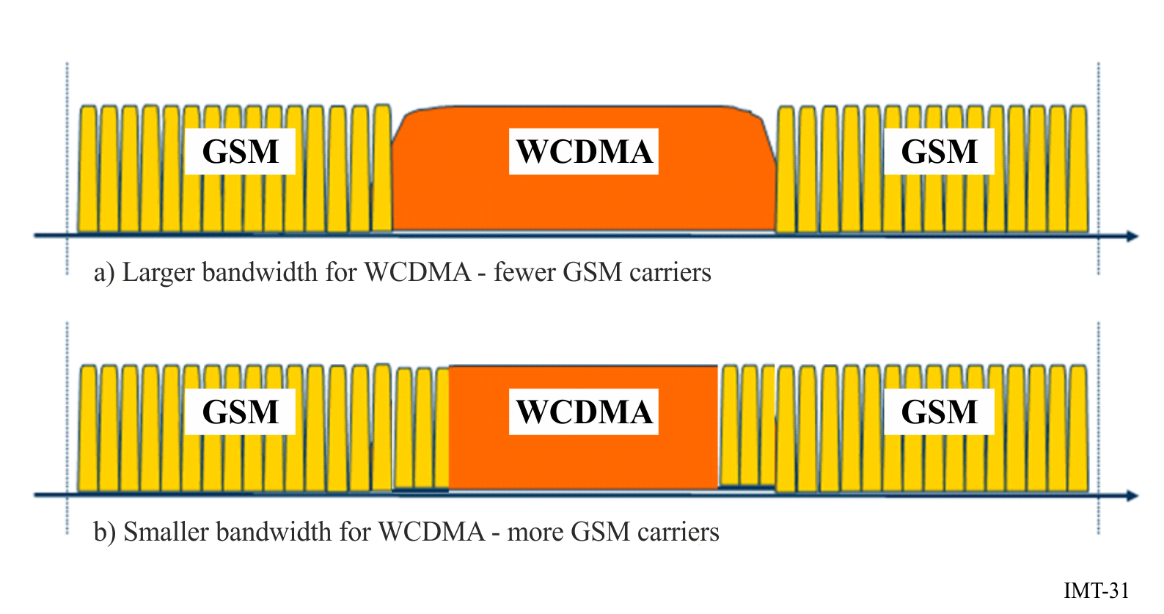 GSM WCDMA GSM
a) Larger bandwidth for WCDMA - fewer GSM carriers
GSM WCDMA GSM
b) Smaller bandwidth for WCDMA - more GSM carriers
IMT-31